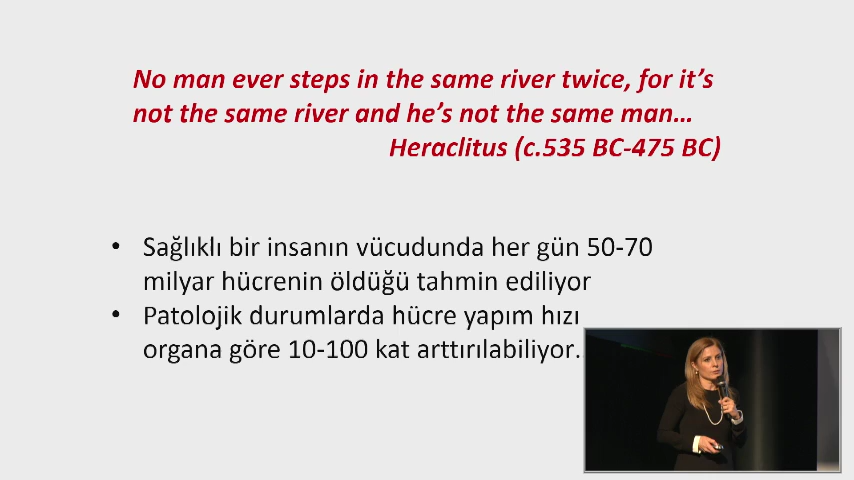 No man ever steps in the same river twice, for it’s
not the same river and he’s not the same man…
Heraclitus (c.535 BC-475 BC)
• Sağlıklı bir insanın vücudunda her gün 50-70
milyar hücrenin öldüğü tahmin ediliyor
• Patolojik durumlarda hücre yapım hızı
organa göre 10-100 kat arttırılabiliyor.